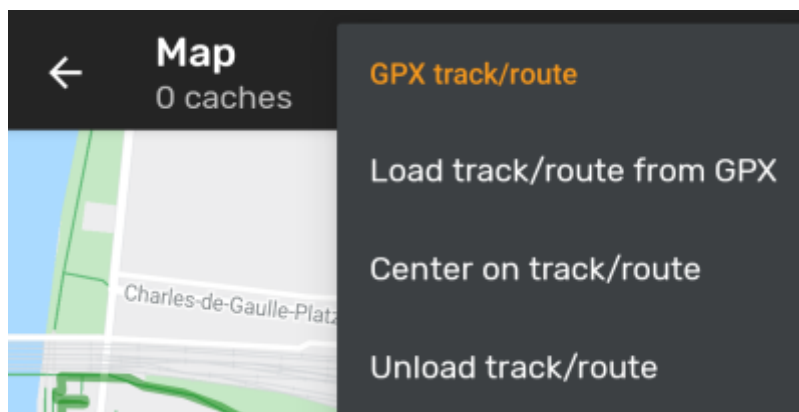 Map
0 caches
GPX track/route
Load track/route from GPX
Center on track/route
Unload track/route
Charles-de-Gaulle-Platz